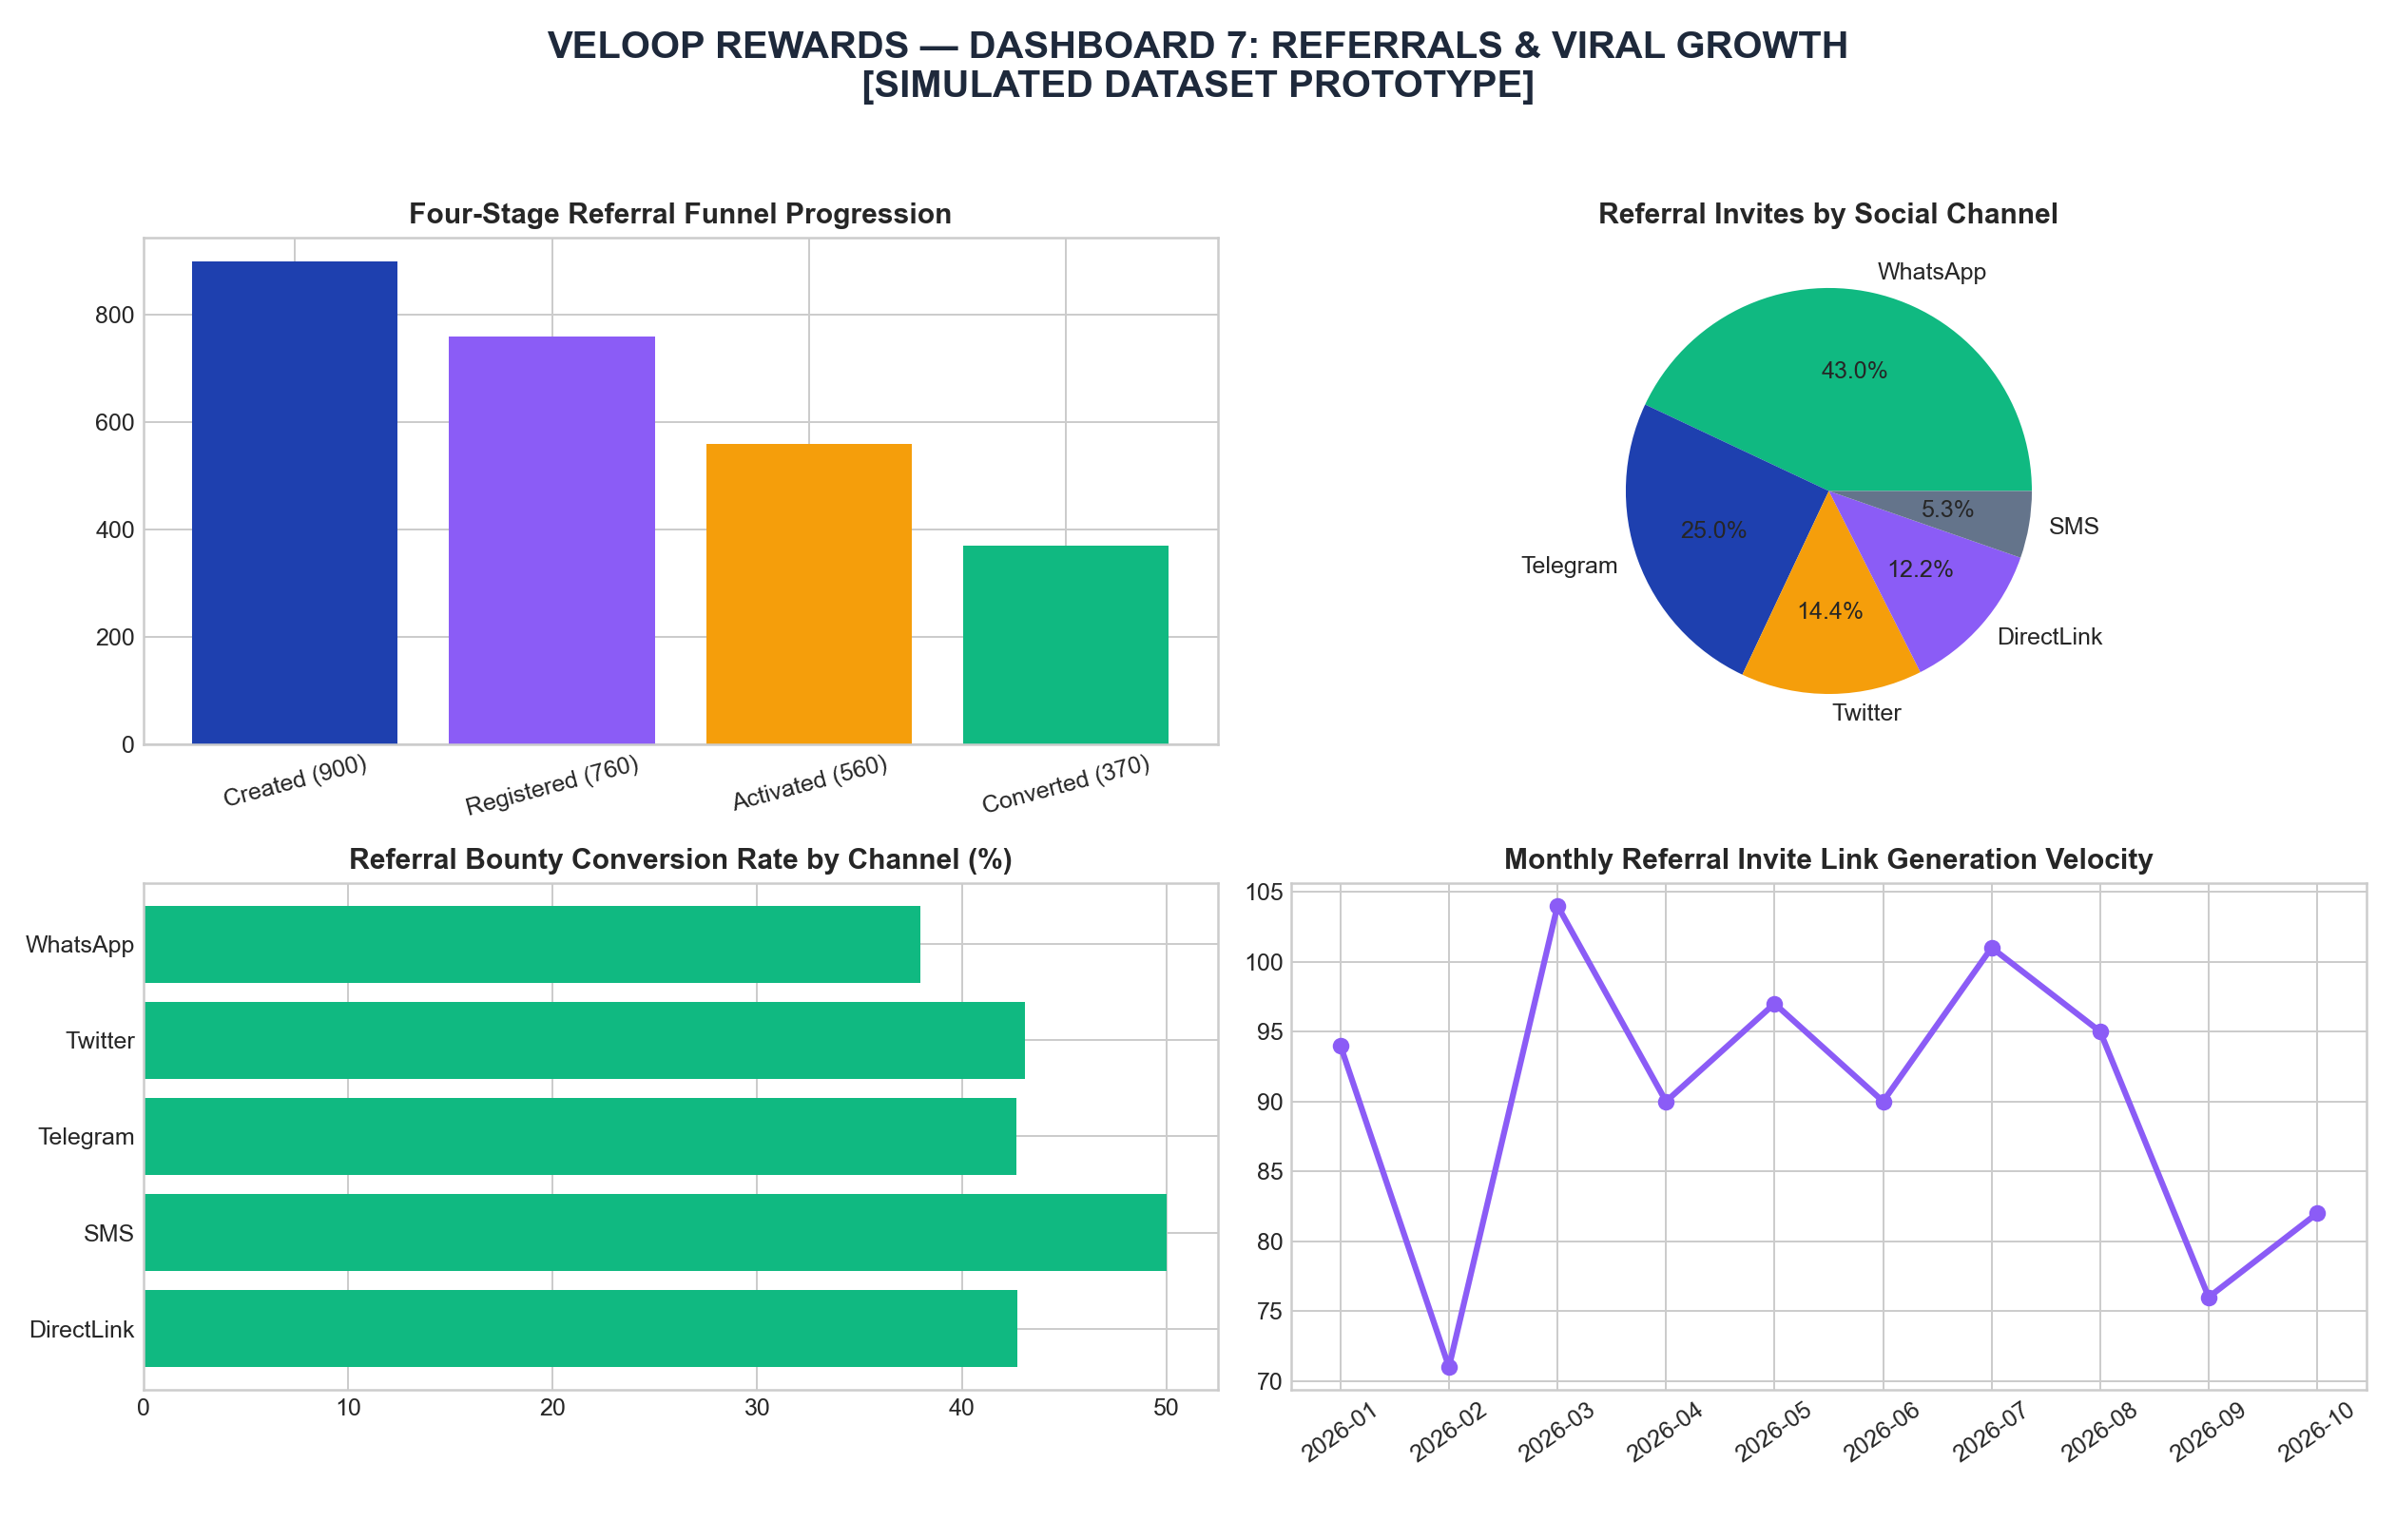 VELOOP REWARDS — DASHBOARD 7: REFERRALS & VIRAL GROWTH
[SIMULATED DATASET PROTOTYPE]
Four-Stage Referral Funnel Progression
800
600
400
200
0
Created (900)
Registered (760)
Activated (560)
Converted (370)
Referral Invites by Social Channel
WhatsApp
43.0%
Telegram
25.0%
Twitter
14.4%
DirectLink
12.2%
SMS
5.3%
Referral Bounty Conversion Rate by Channel (%)
WhatsApp
Twitter
Telegram
SMS
DirectLink
0
10
20
30
40
50
Monthly Referral Invite Link Generation Velocity
105
100
95
90
85
80
75
70
2026-01
2026-02
2026-03
2026-04
2026-05
2026-06
2026-07
2026-08
2026-09
2026-10